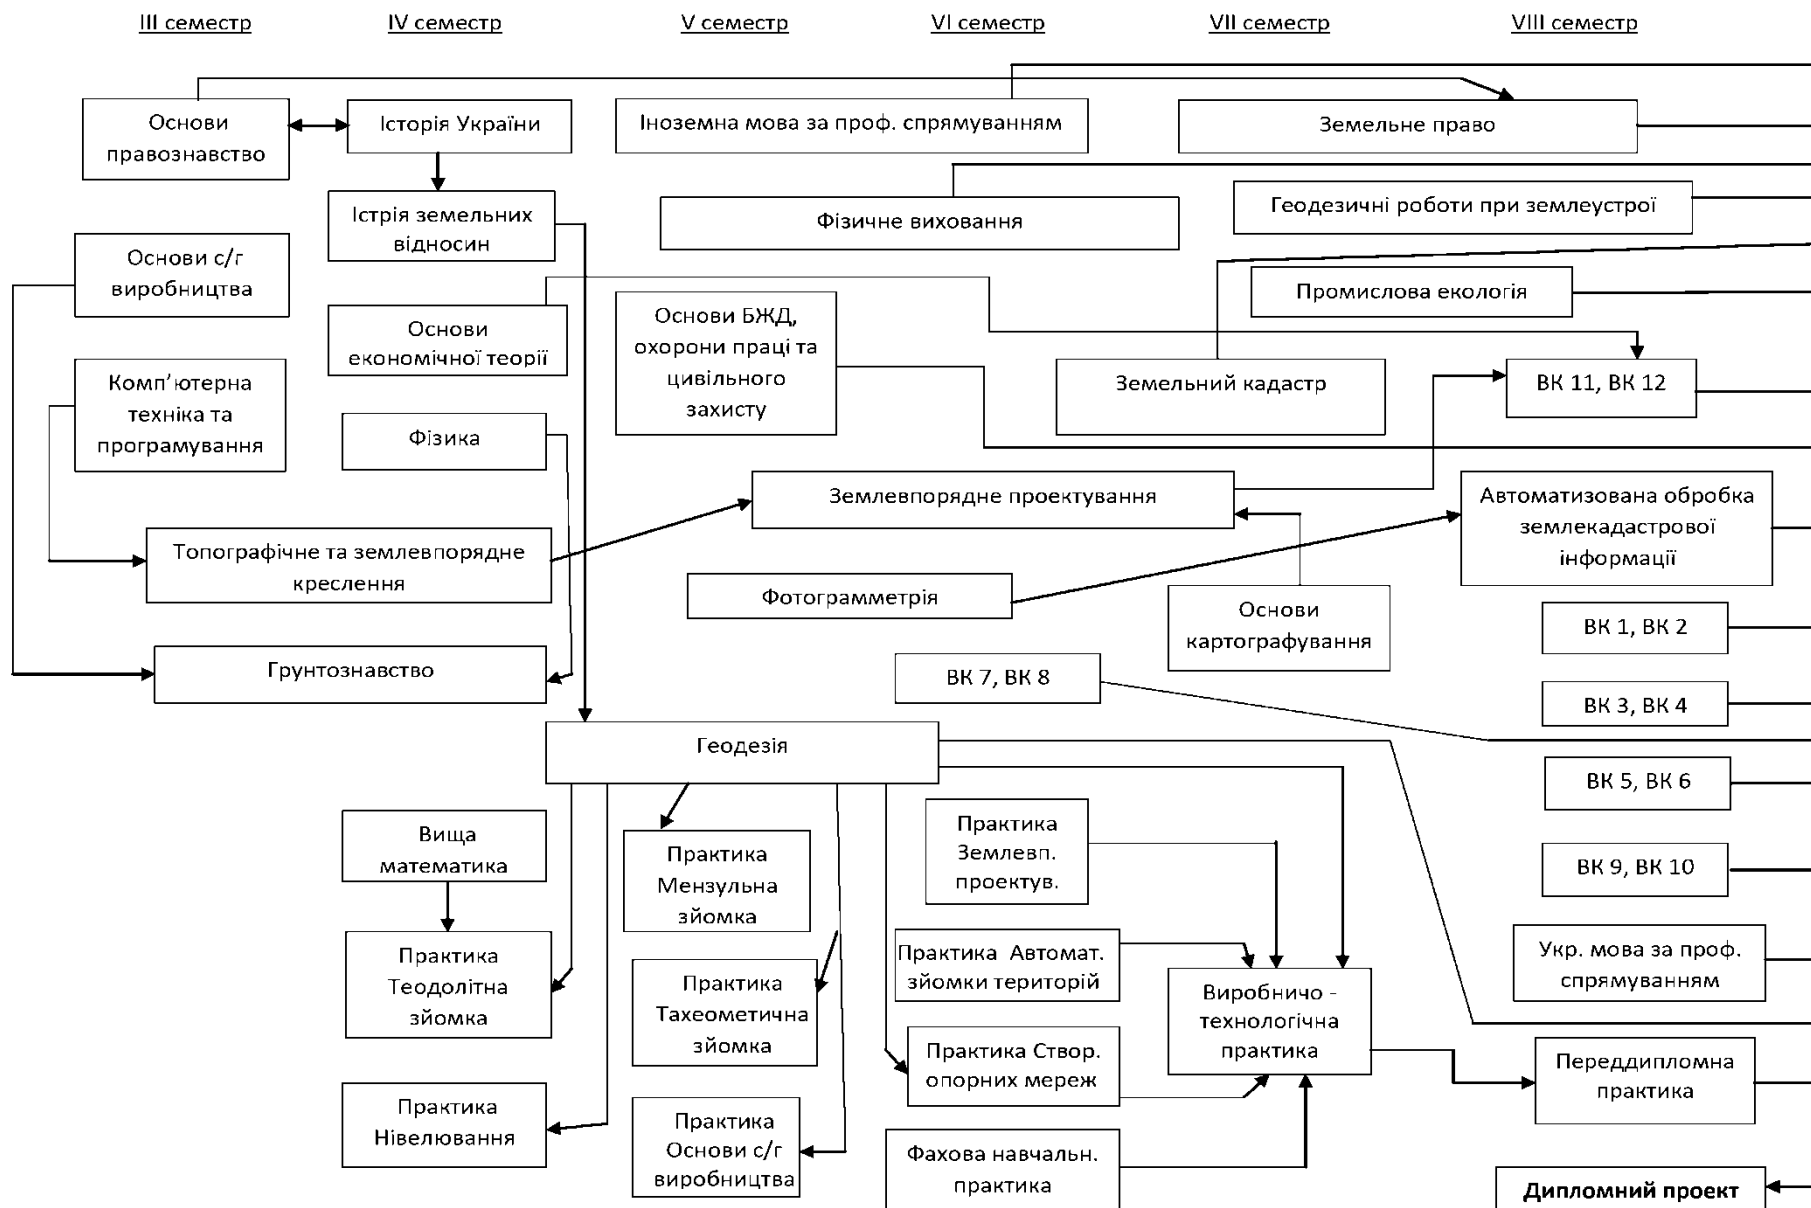 III семестр
IV семестр
V семестр
VI семестр
VII семестр
VIII семестр
Основи
правознавство
Історія України
Іноземна мова за проф. спрямуванням
Земельне право
Істрія земельних
відносин
Фізичне виховання
Геодезичні роботи при землеустрої
Основи с/г
виробництва
Основи
економічної теорії
Основи БЖД,
охорони праці та
цивільного
захисту
Промислова екологія
Комп’ютерна
техніка та
програмування
Земельний кадастр
ВК 11, ВК 12
Фізика
Землевпорядне проектування
Автоматизована обробка
землекадастрової
інформації
Топографічне та землевпорядне
креслення
Фотограмметрія
Основи
картографування
ВК 1, ВК 2
Грунтознавство
ВК 7, ВК 8
ВК 3, ВК 4
Геодезія
ВК 5, ВК 6
Вища
математика
Практика
Мензульна
зйомка
Практика
Землевп.
проектув.
ВК 9, ВК 10
Практика
Теодолітна
зйомка
Практика
Тахеометична
зйомка
Практика Автомат.
зйомки територій
Виробничо -
технологічна
практика
Укр. мова за проф.
спрямуванням
Практика Створ.
опорних мереж
Переддипломна
практика
Практика
Нівелювання
Практика
Основи с/г
виробництва
Фахова навчальн.
практика
Дипломний проект